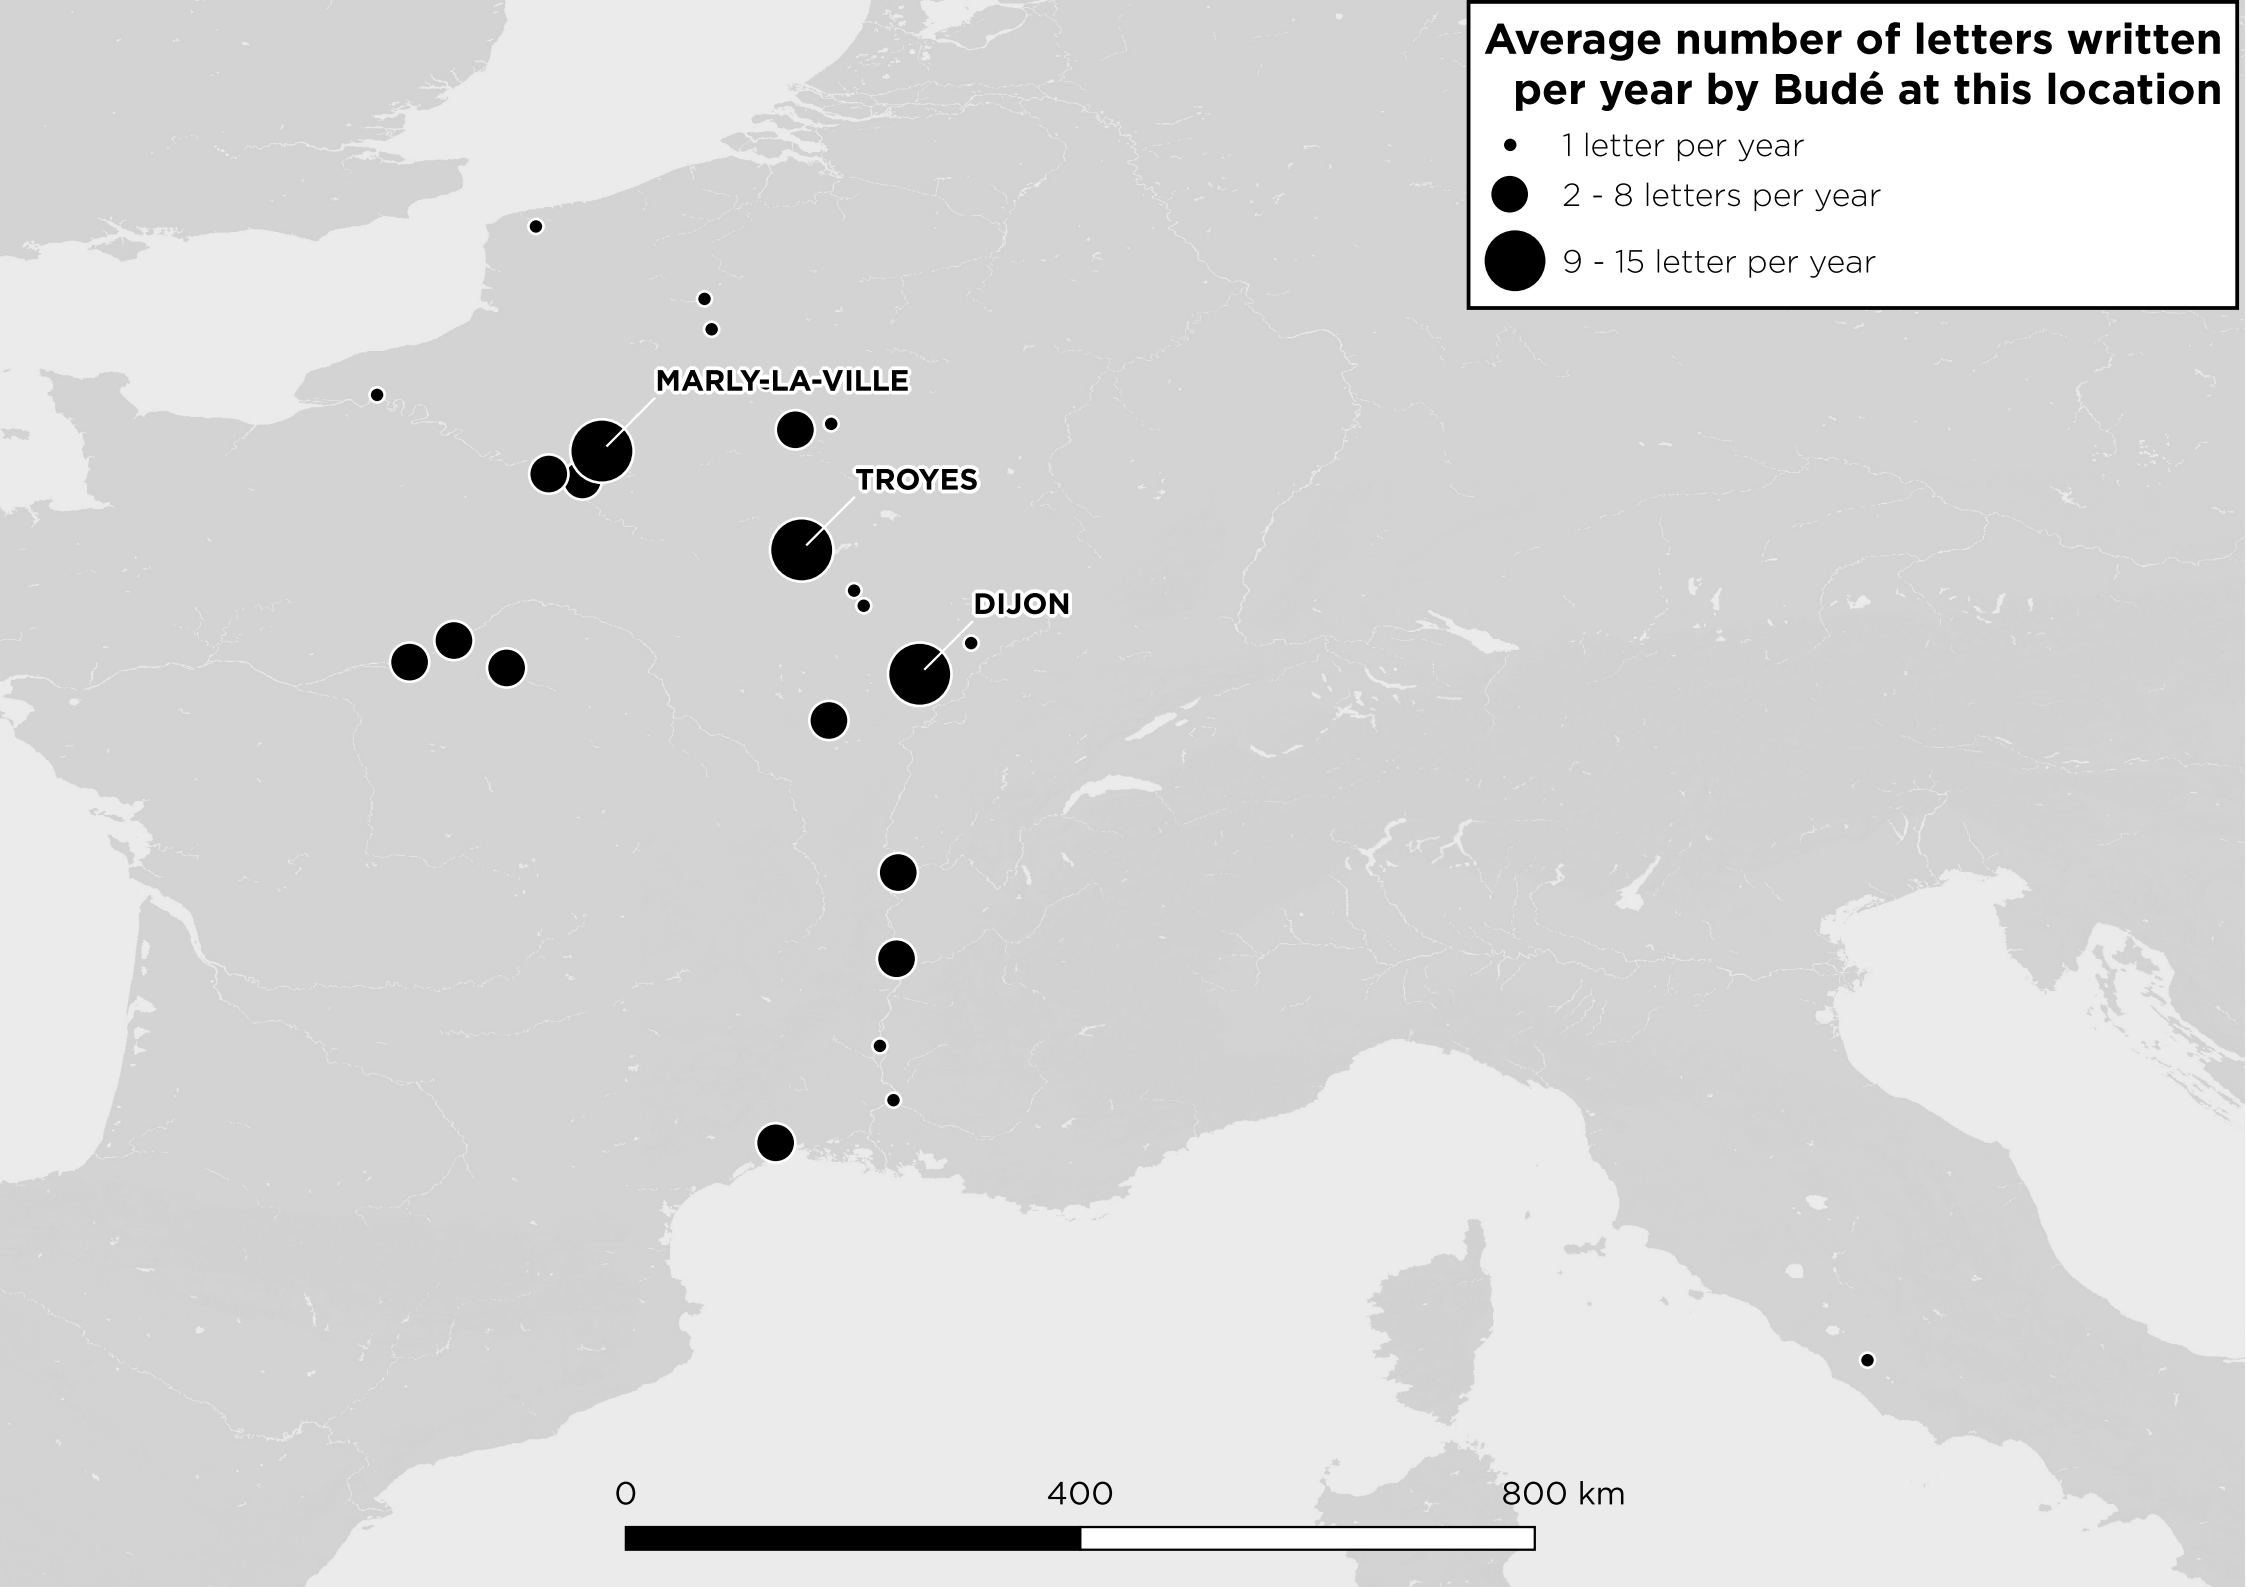 Average number of letters written
per year by Budé at this location
1 letter per year
2 - 8 letters per year
9 - 15 letter per year
MARLY-LA-VILLE
TROYES
DIJON
0 400 800 km